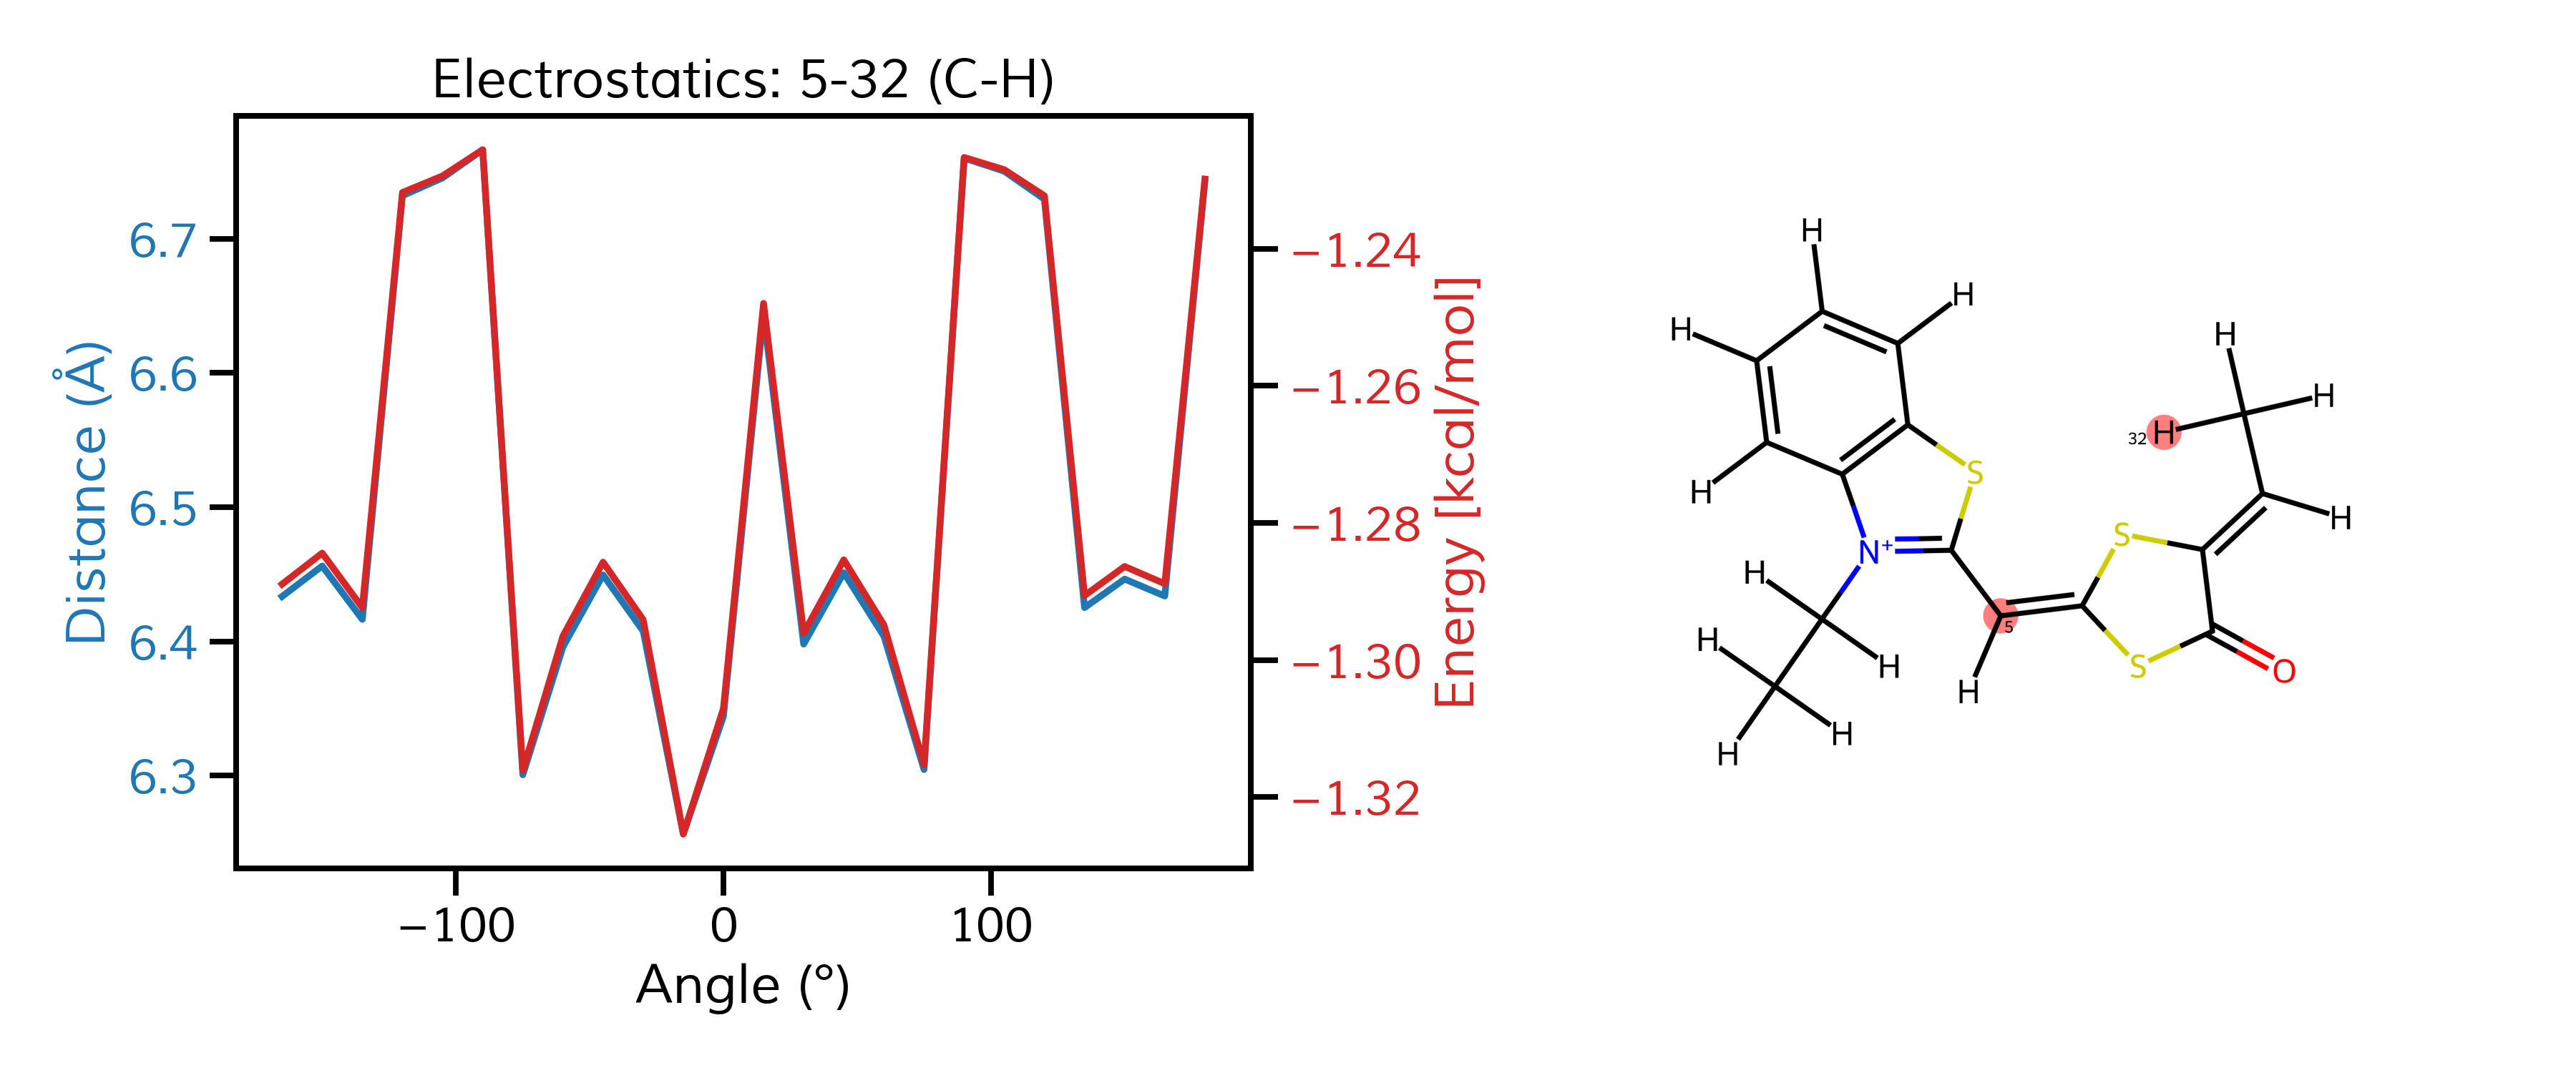 Electrostatics: 5-32 (C-H)
Distance (Å)
6.7
6.6
6.5
6.4
6.3
−1.24
−1.26
−1.28
−1.30
−1.32
Energy [kcal/mol]
−100 0 100
Angle (°)
H
H
H
H
H
H
32 H
S
H
H
S
N+
H
5
H
H
S
O
H
H
H